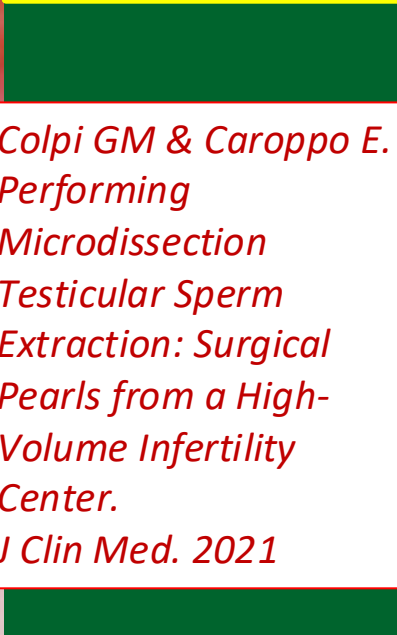 Colpi GM & Caroppo E.
Performing
Microdissection
Testicular Sperm
Extraction: Surgical
Pearls from a High-
Volume Infertility
Center.
J Clin Med. 2021